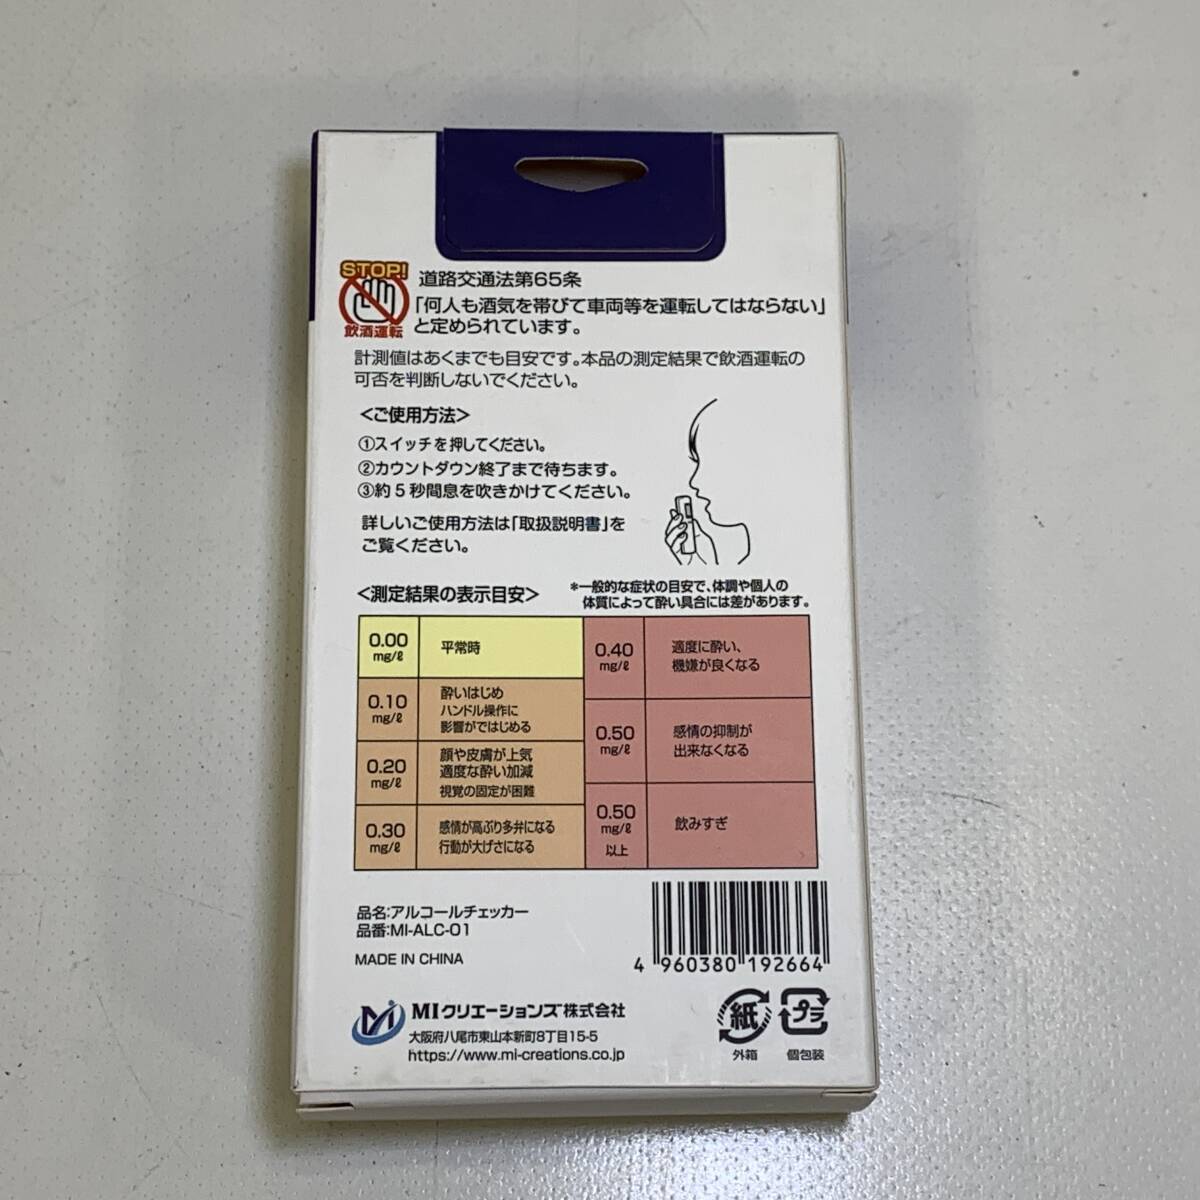 STOP!
飲酒運転
道路交通法第65条
「何人も酒気を帯びて車両等を運転してはならない」
と定められています。
計測値はあくまでも目安です。本品の測定結果で飲酒運転の
可否を判断しないでください。
<ご使用方法>
①スイッチを押してください。
②カウントダウン終了まで待ちます。
③約5秒間息を吹きかけてください。
詳しいご使用方法は「取扱説明書」を
ご覧ください。
<測定結果の表示目安>
*一般的な症状の目安で、体調や個人の
体質によって酔い具合には差があります。
0.00
mg/ℓ
平常時
0.10
mg/ℓ
酔いはじめ
ハンドル操作に
影響がではじめる
0.20
mg/ℓ
顔や皮膚が上気
適度な酔い加減
視覚の固定が困難
0.30
mg/ℓ
感情が高ぶり多弁になる
行動が大げさになる
0.40
mg/ℓ
適度に酔い、
機嫌が良くなる
0.50
mg/ℓ
感情の抑制が
出来なくなる
0.50
mg/ℓ
以上
飲みすぎ
品名:アルコールチェッカー
品番:MI-ALC-01
MADE IN CHINA
4 960380 192664
MIクリエーションズ株式会社
大阪府八尾市東山本新町8丁目15-5
https://www.mi-creations.co.jp
紙
外箱
プラ
個包装